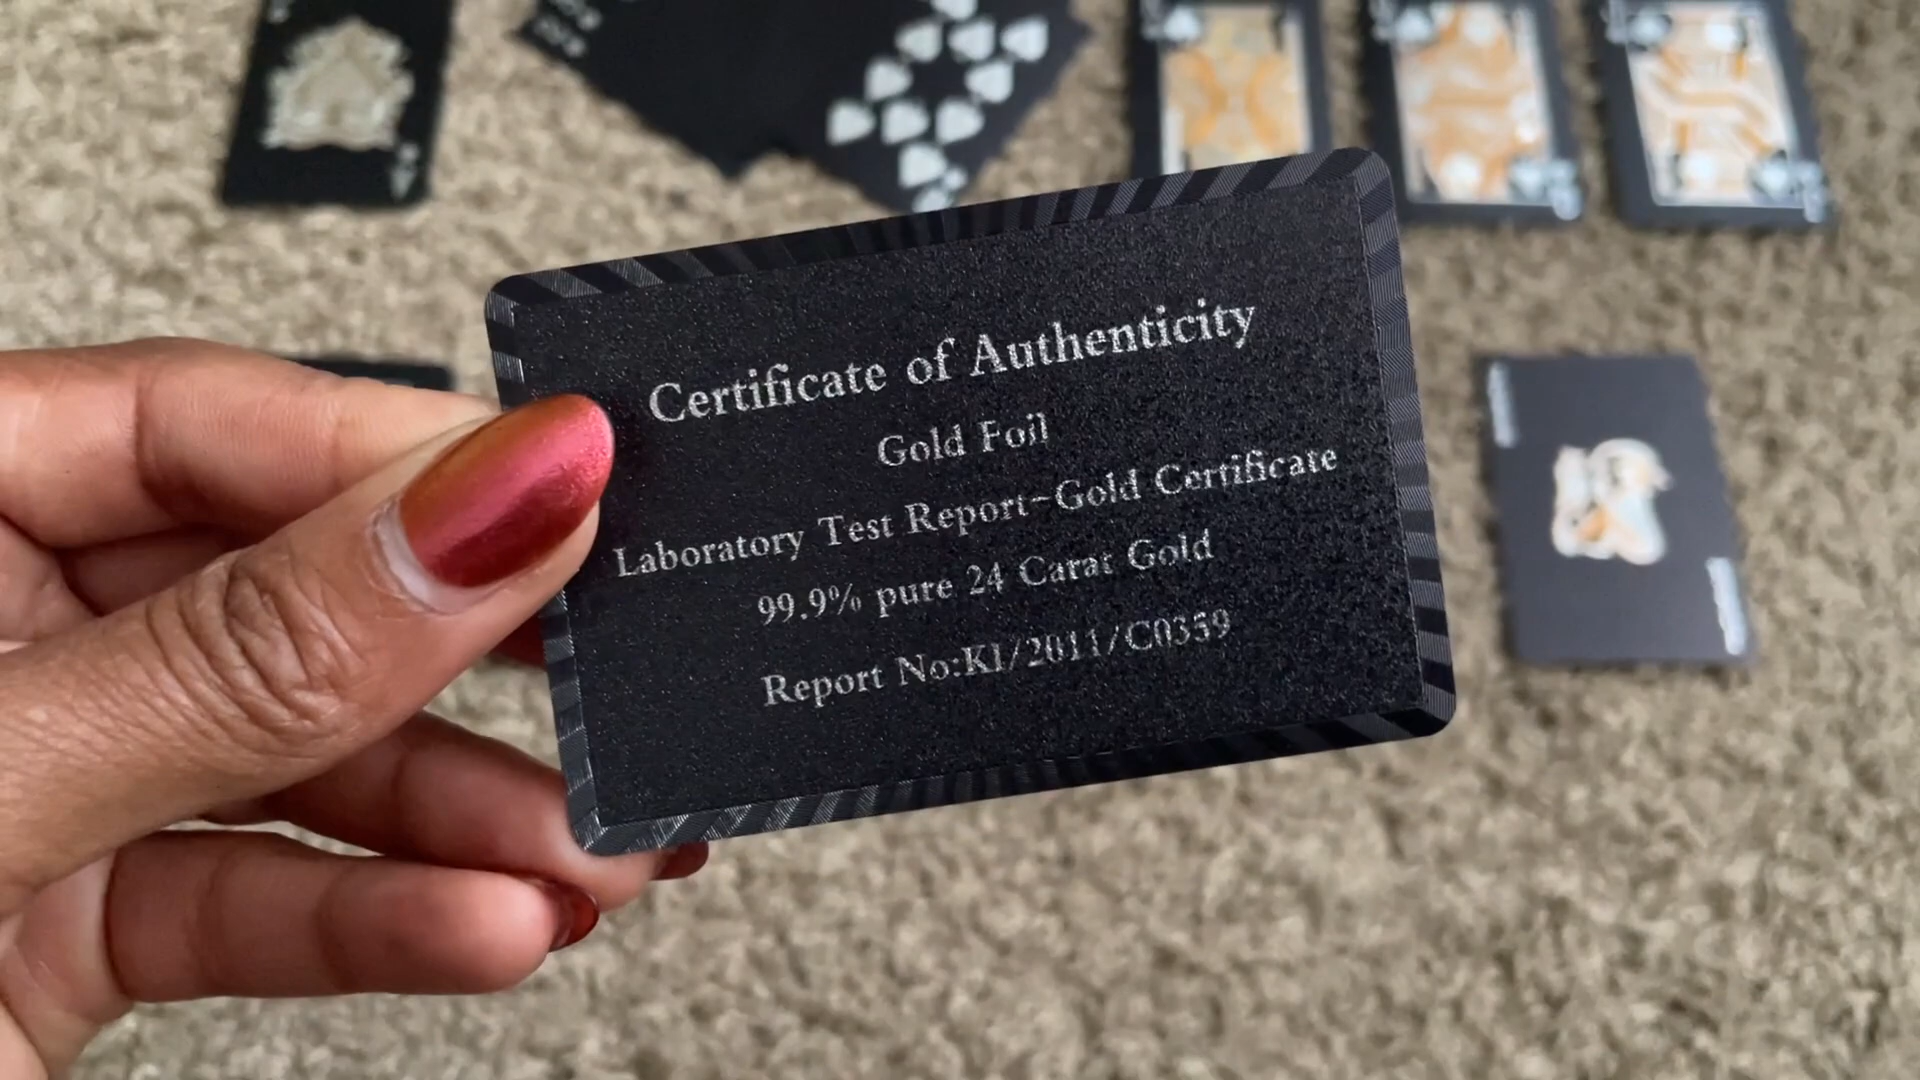 Certificate of Authenticity
Gold Foil
Laboratory Test Report-Gold Certificate
99.9% pure 24 Carat Gold
Report No:KI/2011/C0359